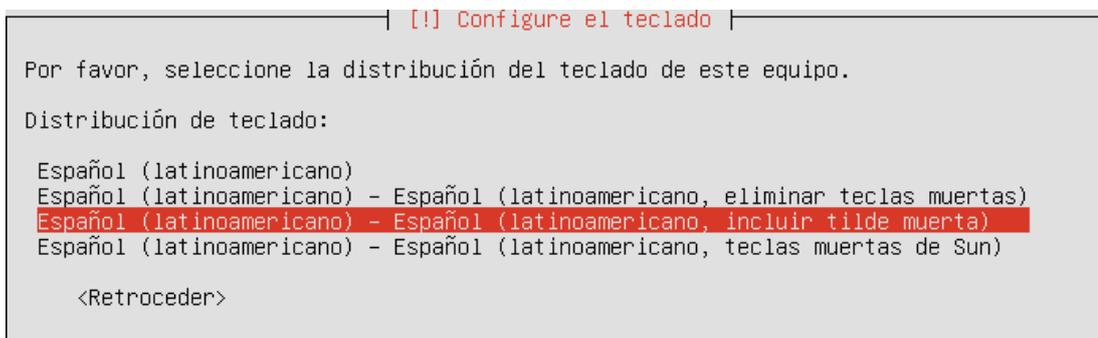 [!] Configure el teclado
Por favor, seleccione la distribución del teclado de este equipo.
Distribución de teclado:
Español (latinoamericano)
Español (latinoamericano) - Español (latinoamericano, eliminar teclas muertas)
Español (latinoamericano) - Español (latinoamericano, incluir tilde muerta)
Español (latinoamericano) - Español (latinoamericano, teclas muertas de Sun)
<Retroceder>